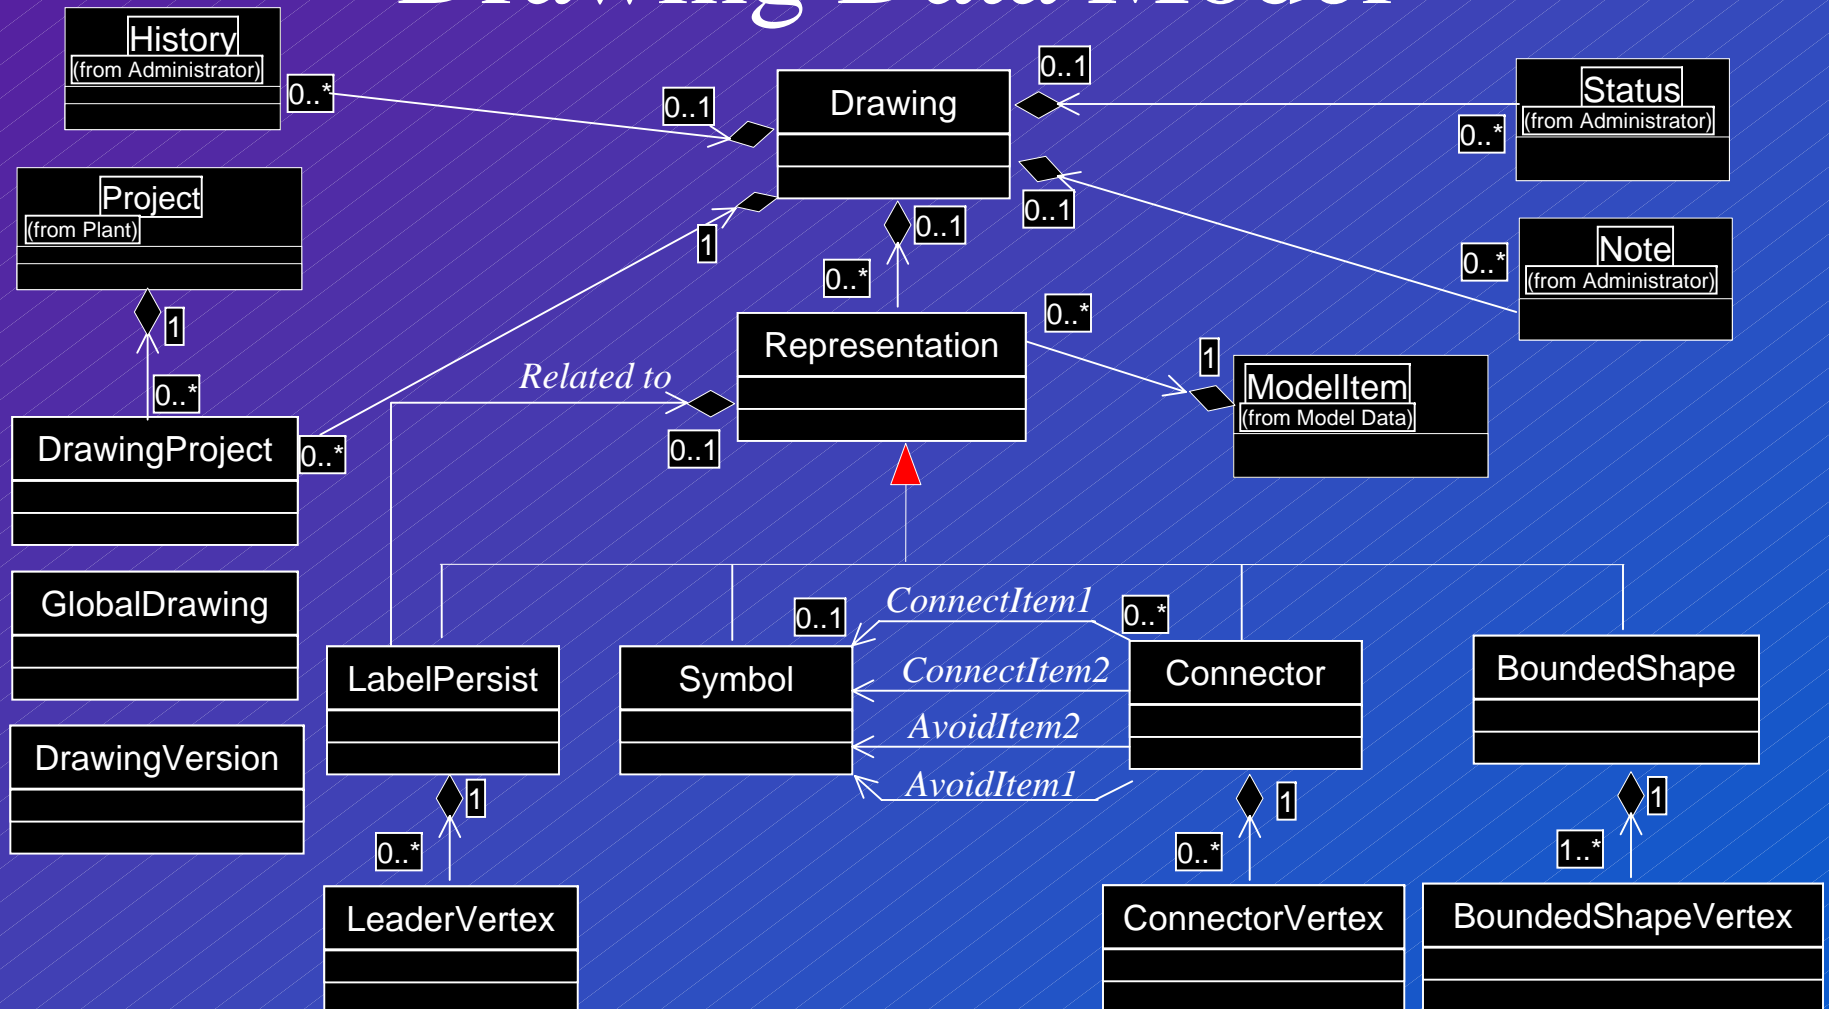 Drawing Data Model
History
(from Administrator)
0..*
0..1
Drawing
0..1
Status
(from Administrator)
0..*
Project
(from Plant)
1
0..1
0..1
Note
(from Administrator)
0..*
1
0..*
0..*
Representation
0..*
1
ModelItem
(from Model Data)
Related to
0..1
DrawingProject
0..*
GlobalDrawing
DrawingVersion
LabelPersist
Symbol
0..1
ConnectItem1
0..*
ConnectItem2
AvoidItem2
AvoidItem1
Connector
BoundedShape
1
0..*
1
0..*
1
1..*
LeaderVertex
ConnectorVertex
BoundedShapeVertex